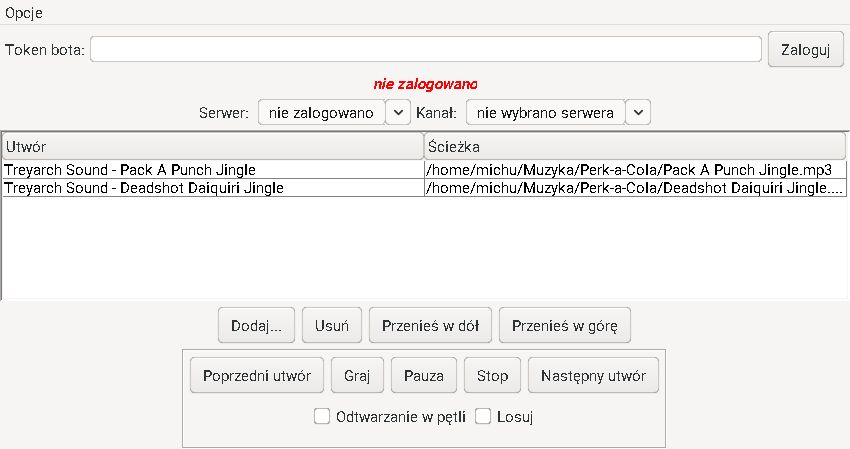 Opcje
Token bota: Zaloguj
nie zalogowano
Serwer: nie zalogowano Kanał: nie wybrano serwera
Utwór Ścieżka
Treyarch Sound - Pack A Punch Jingle /home/michu/Muzyka/Perk-a-Cola/Pack A Punch Jingle.mp3
Treyarch Sound - Deadshot Daiquiri Jingle /home/michu/Muzyka/Perk-a-Cola/Deadshot Daiquiri Jingle....
Dodaj... Usuń Przenieś w dół Przenieś w górę
Poprzedni utwór Graj Pauza Stop Następny utwór
Odtwarzanie w pętli Losuj